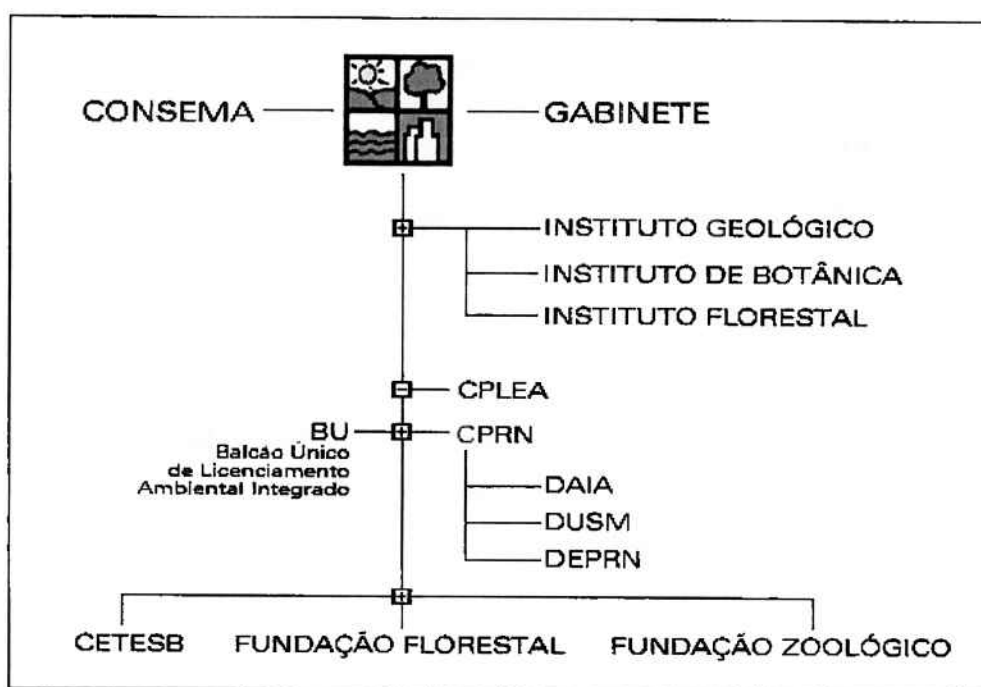 CONSEMA
GABINETE
INSTITUTO GEOLÓGICO
INSTITUTO DE BOTÂNICA
INSTITUTO FLORESTAL
CPLEA
BU
CPRN
Balcão Único
de Licenciamento
Ambiental Integrado
DAIA
DUSM
DEPRN
CETESB
FUNDAÇÃO FLORESTAL
FUNDAÇÃO ZOOLÓGICO